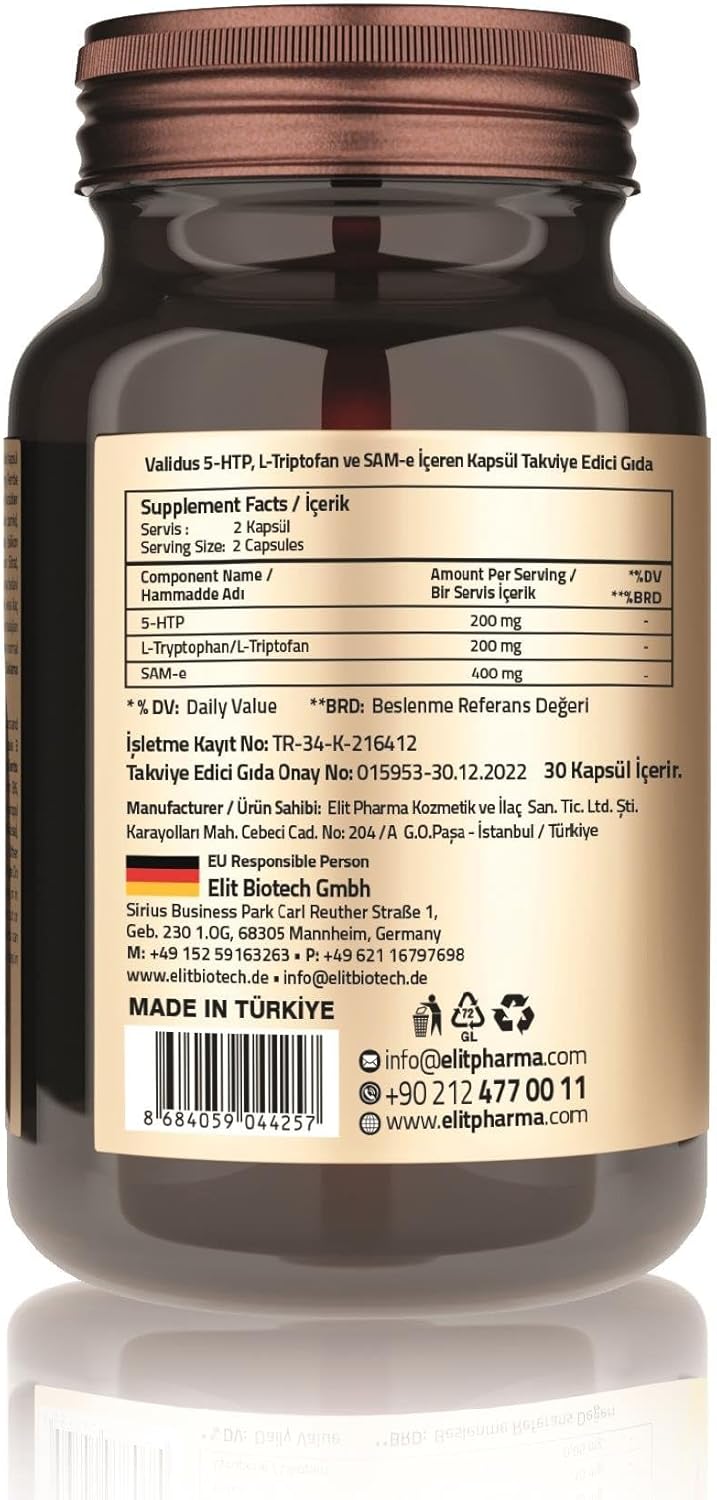 Validus 5-HTP, L-Triptofan ve SAM-e İçeren Kapsül Takviye Edici Gıda
Supplement Facts / İçerik
Servis : 2 Kapsül
Serving Size: 2 Capsules
Component Name / Amount Per Serving / *%DV
Hammadde Adı Bir Servis İçerik **%BRD
5-HTP 200 mg -
L-Tryptophan/L-Triptofan 200 mg -
SAM-e 400 mg -
* % DV: Daily Value **BRD: Beslenme Referans Değeri
İşletme Kayıt No: TR-34-K-216412
Takviye Edici Gıda Onay No: 015953-30.12.2022 30 Kapsül İçerir.
Manufacturer / Ürün Sahibi: Elit Pharma Kozmetik ve İlaç San. Tic. Ltd. Şti.
Karayolları Mah. Cebeci Cad. No: 204 /A G.O.Paşa - İstanbul / Türkiye
EU Responsible Person
Elit Biotech Gmbh
Sirius Business Park Carl Reuther Straße 1,
Geb. 230 1.OG, 68305 Mannheim, Germany
M: +49 152 59163263 • P: +49 621 16797698
www.elitbiotech.de • info@elitbiotech.de
MADE IN TÜRKİYE
72
GL
info@elitpharma.com
+90 212 477 00 11
www.elitpharma.com
8 684059 044257